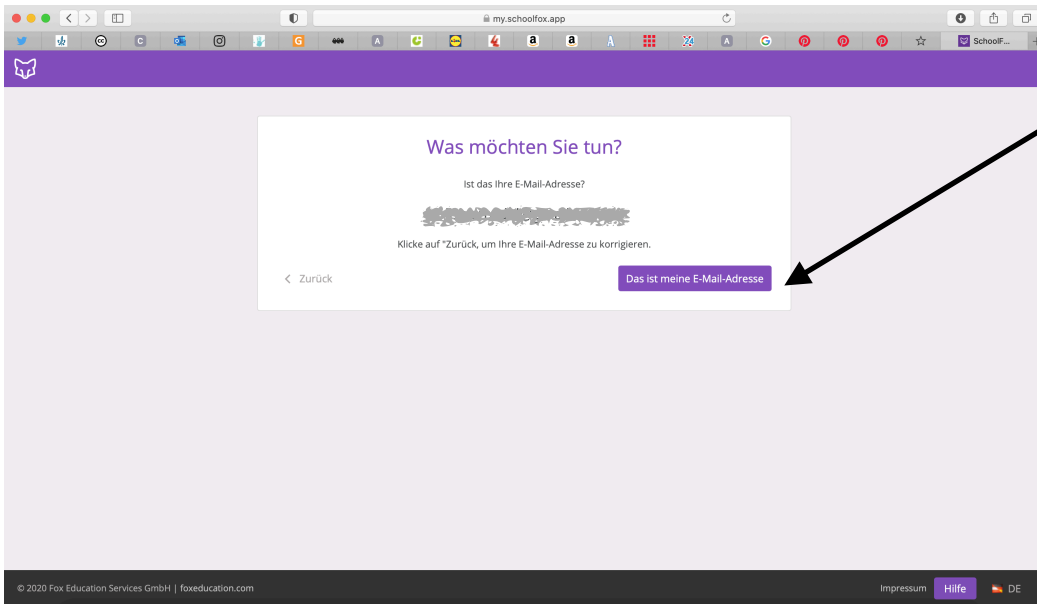 my.schoolfox.app
SchoolF...
Was möchten Sie tun?
Ist das Ihre E-Mail-Adresse?
Klicke auf "Zurück, um Ihre E-Mail-Adresse zu korrigieren.
Zurück
Das ist meine E-Mail-Adresse
© 2020 Fox Education Services GmbH | foxeducation.com
Impressum Hilfe DE